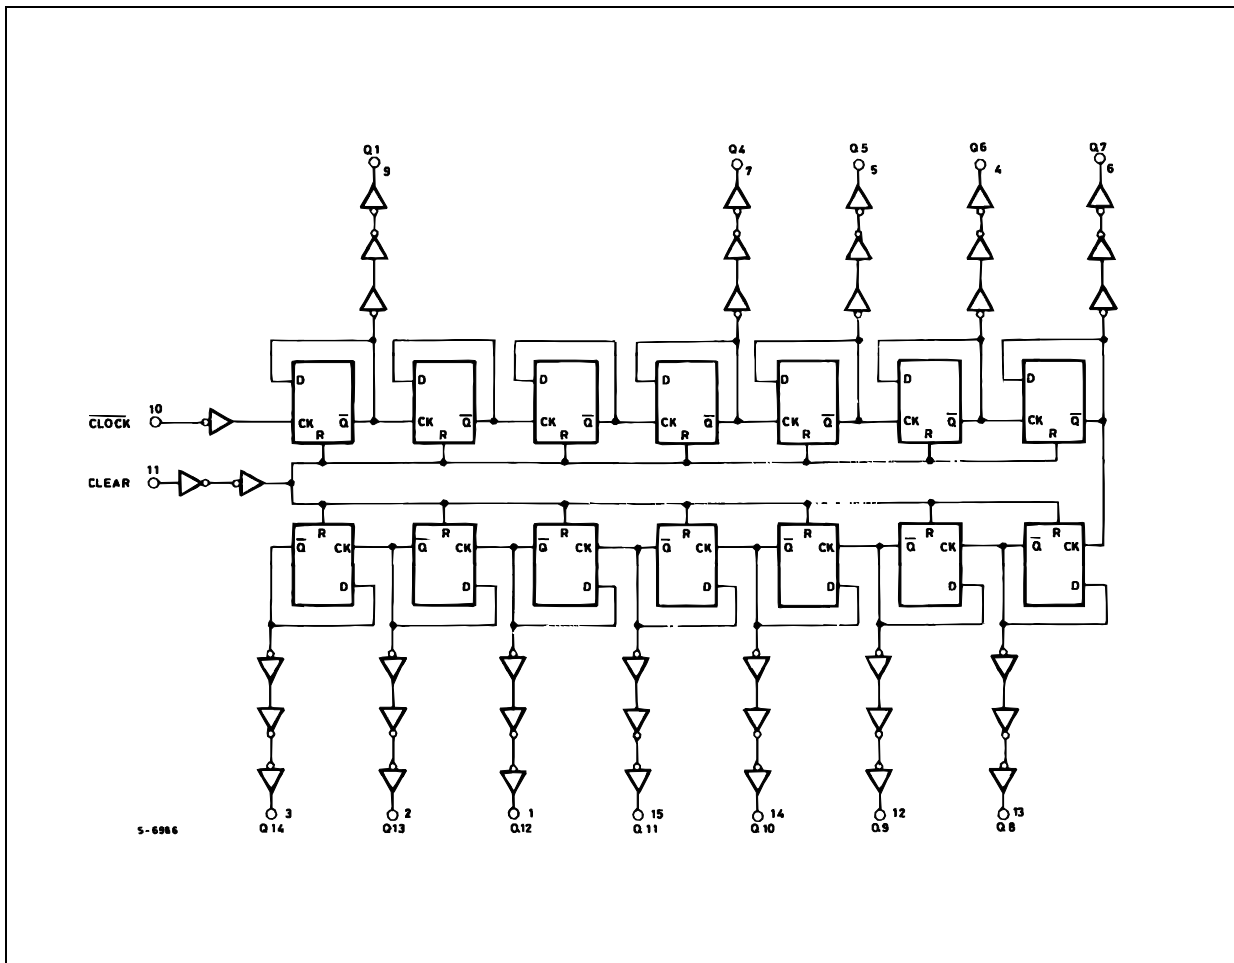 Q1 Q4 Q5 Q6 Q7
9 7 5 4 6
D D D D D D D
10
CLOCK CK Q̅ CK Q̅ CK Q̅ CK Q̅ CK Q̅ CK Q̅ CK Q̅
R R R R R R R
11
CLEAR
R R R R R R R
Q̅ CK Q̅ CK Q̅ CK Q̅ CK Q̅ CK Q̅ CK Q̅ CK
D D D D D D D
3 2 1 15 14 12 13
S-6986 Q14 Q13 Q12 Q11 Q10 Q9 Q8